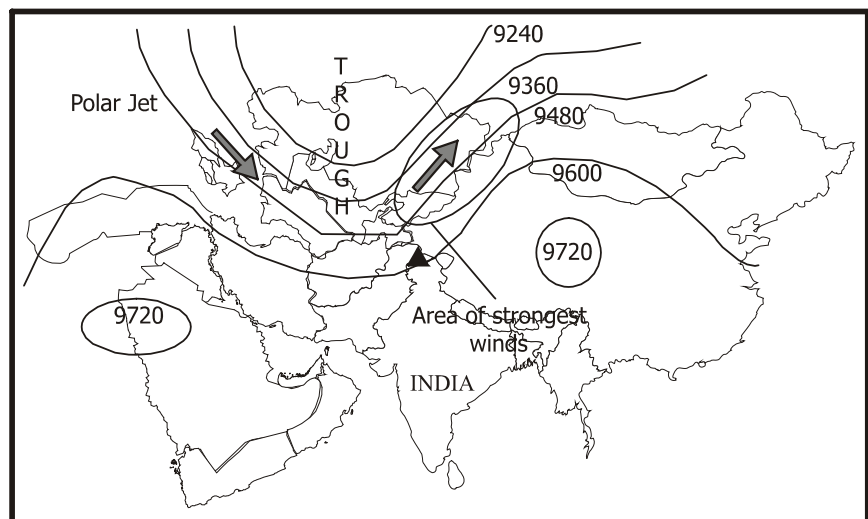 9240
T
R
O
U
G
H
Polar Jet
9360
9480
9600
9720
9720
Area of strongest
winds
INDIA